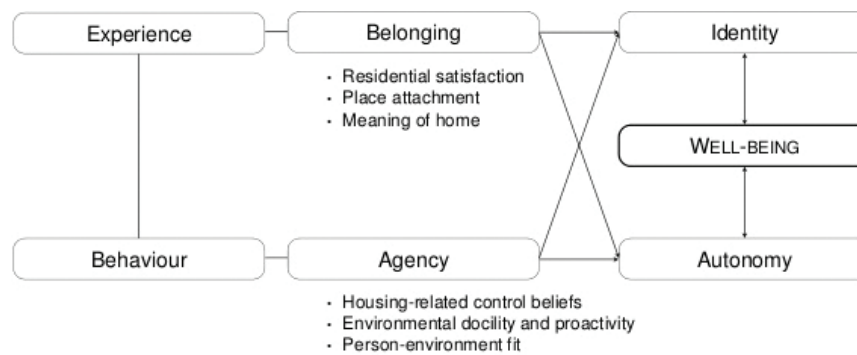 Experience
Belonging
Identity
· Residential satisfaction
· Place attachment
· Meaning of home
WELL-BEING
Behaviour
Agency
Autonomy
· Housing-related control beliefs
· Environmental docility and proactivity
· Person-environment fit